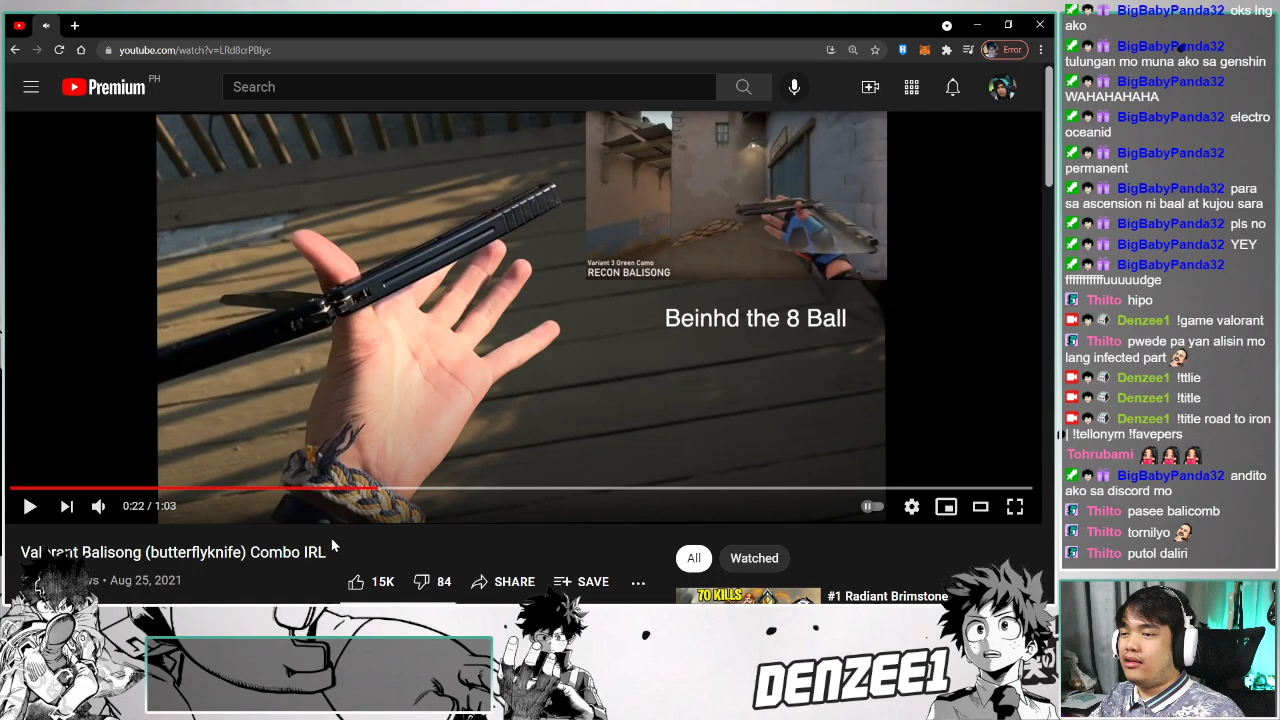 youtube.com/watch?v=LRd8crPBlyc
Error
Premium PH
Search
Variant 3 Green Camo
RECON BALISONG
Beinhd the 8 Ball
0:22 / 1:03
Valorant Balisong (butterflyknife) Combo IRL
• Aug 25, 2021
15K
84
SHARE
SAVE
All
Watched
70 KILLS
#1 Radiant Brimstone
BigBabyPanda32 oks lng
ako
BigBabyPanda32
tulungan mo muna ako sa genshin
BigBabyPanda32
WAHAHAHAHA
BigBabyPanda32 electro
oceanid
BigBabyPanda32
permanent
BigBabyPanda32 para
sa ascension ni baal at kujou sara
BigBabyPanda32 pls no
BigBabyPanda32 YEY
BigBabyPanda32
Thilto hipo
Denzee1 !game valorant
Thilto pwede pa yan alisin mo
lang infected part
Denzee1 !ttlie
Denzee1 !title
Denzee1 !title road to iron
| !tellonym !favepers
Tohrubami
BigBabyPanda32 andito
ako sa discord mo
Thilto pasee balicomb
Thilto tornilyo
Thilto putol daliri
DENZEE1